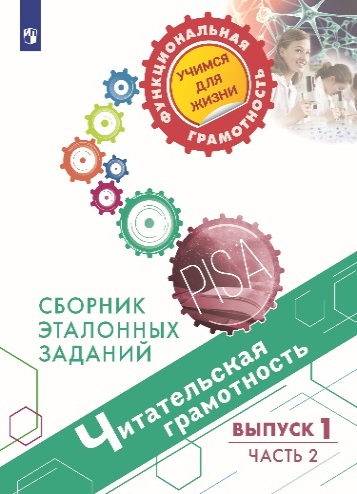 ФУНКЦИОНАЛЬНАЯ
ГРАМОТНОСТЬ
УЧИМСЯ
ДЛЯ
ЖИЗНИ
PISA
СБОРНИК
ЭТАЛОННЫХ
ЗАДАНИЙ
Читательская
грамотность
ВЫПУСК 1
ЧАСТЬ 2